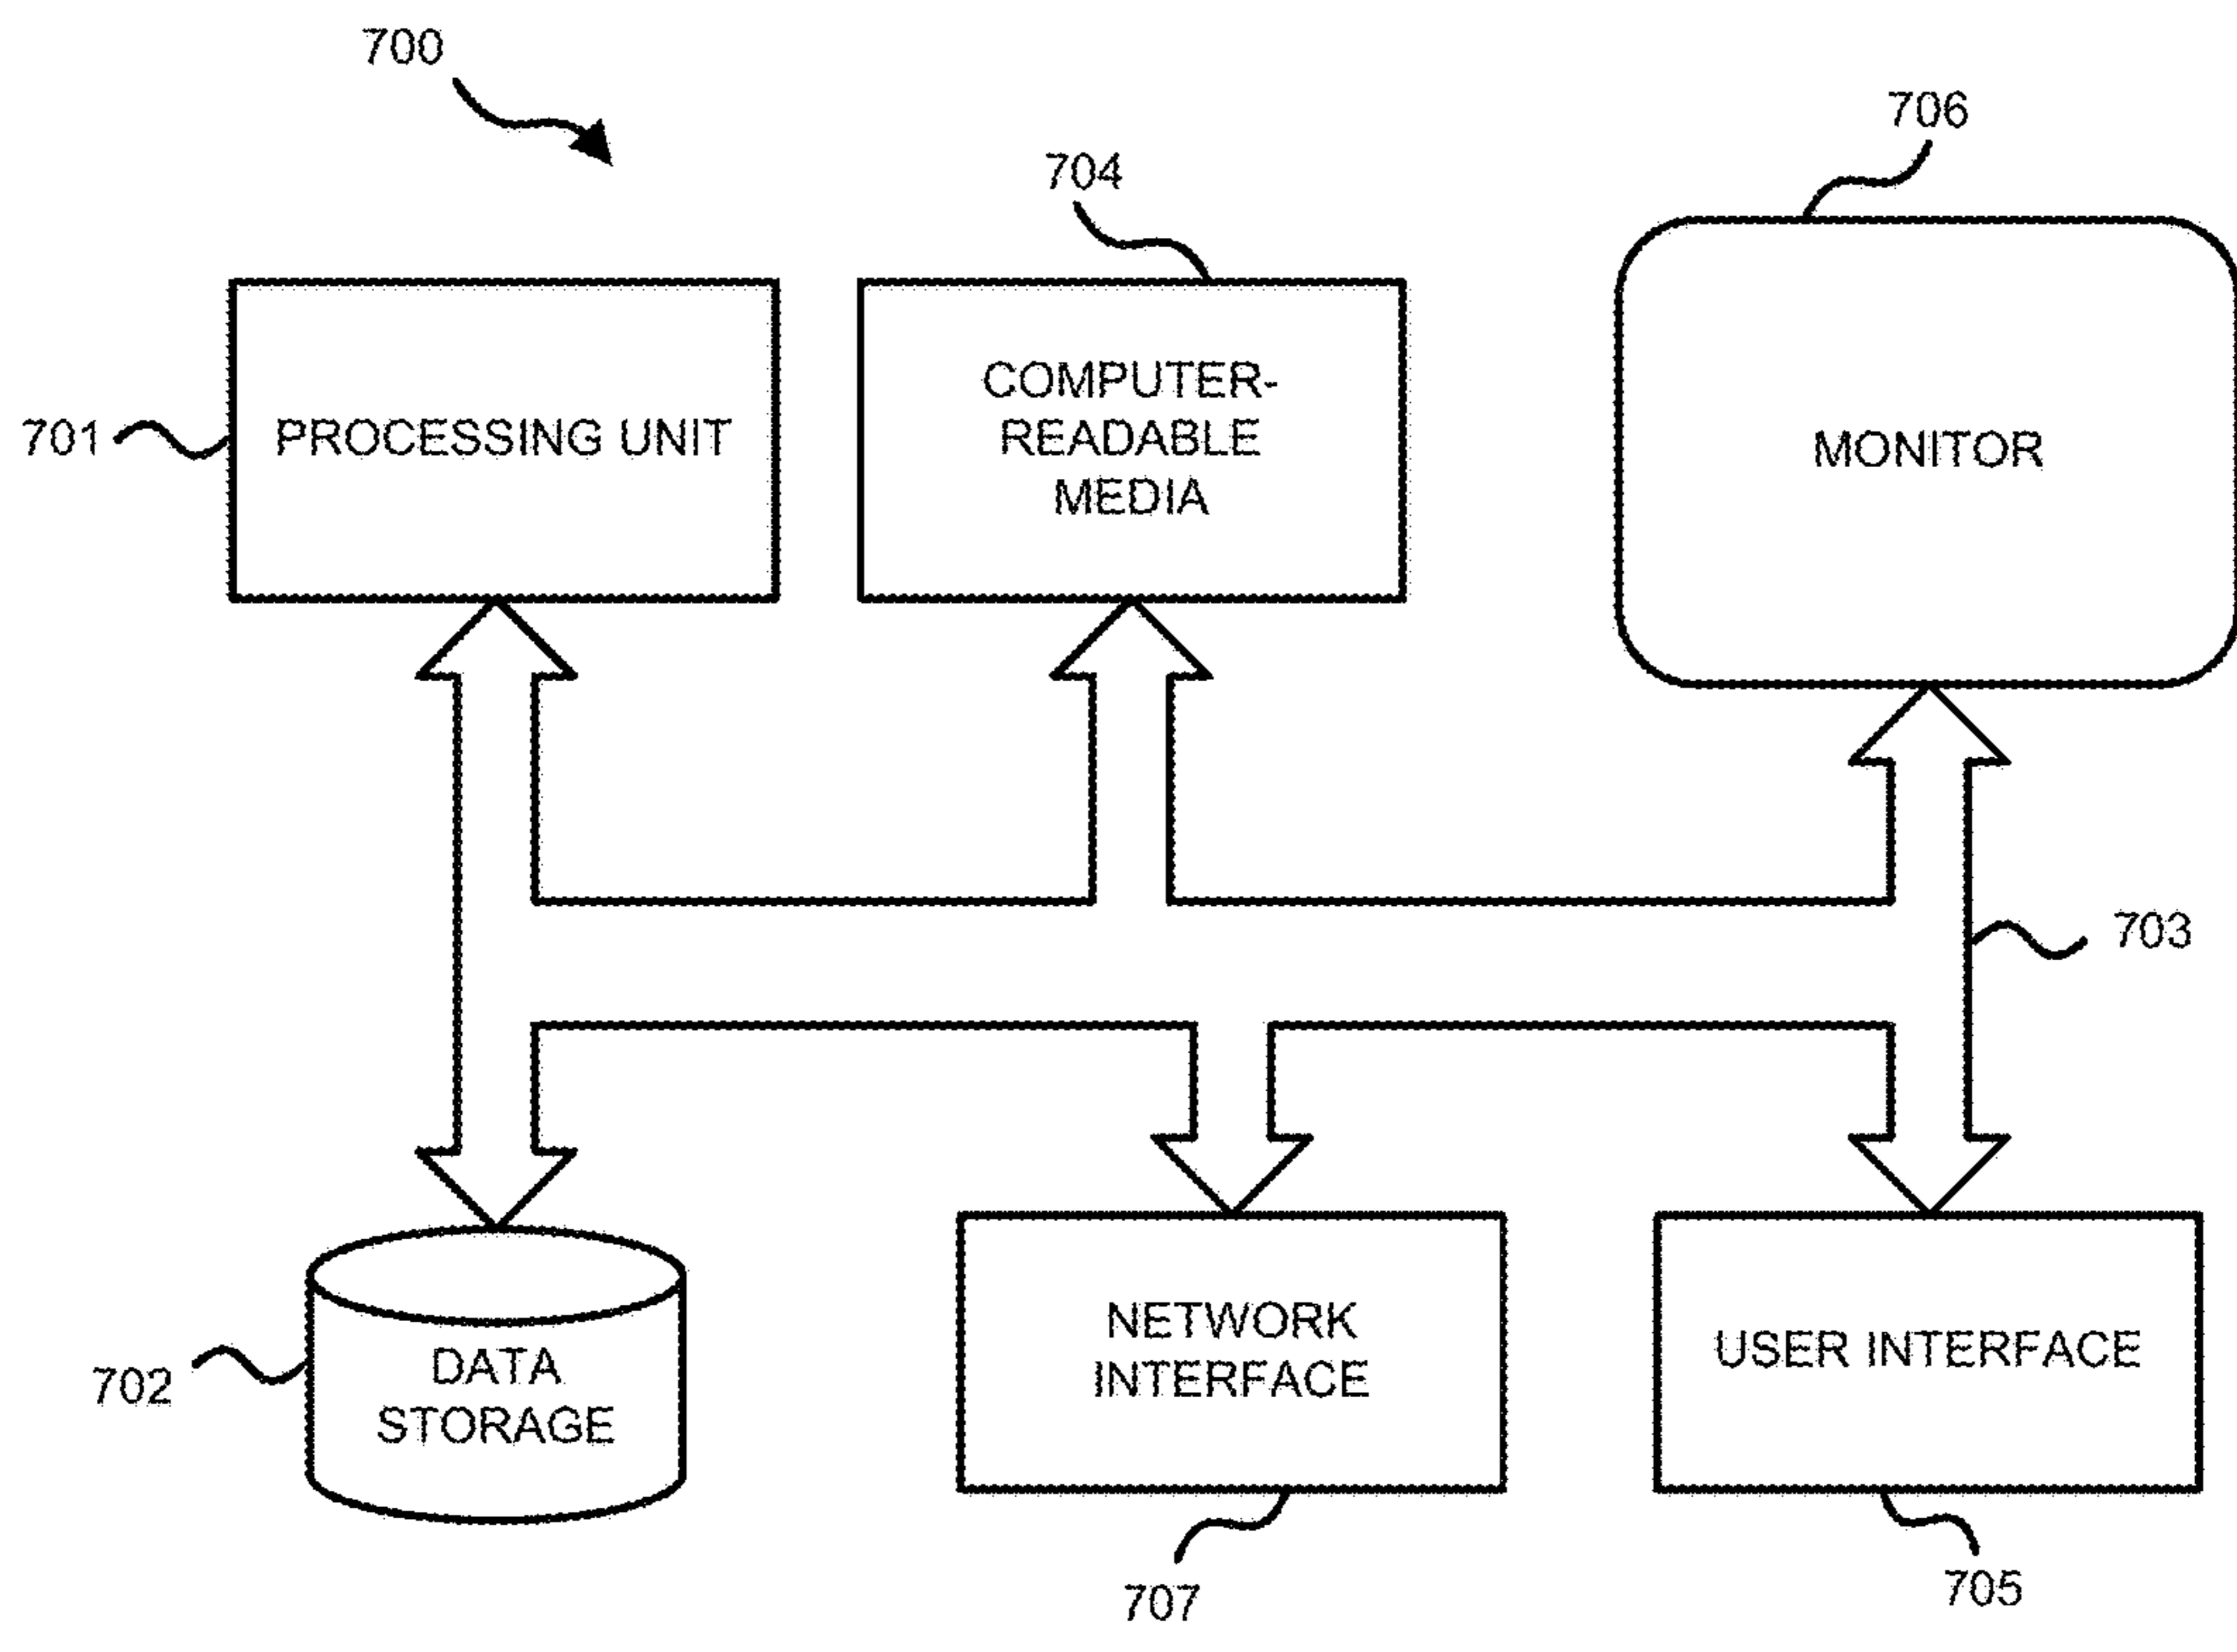 700
706
704
701
PROCESSING UNIT
COMPUTER-
READABLE
MEDIA
MONITOR
703
702
DATA
STORAGE
NETWORK
INTERFACE
USER INTERFACE
707
705